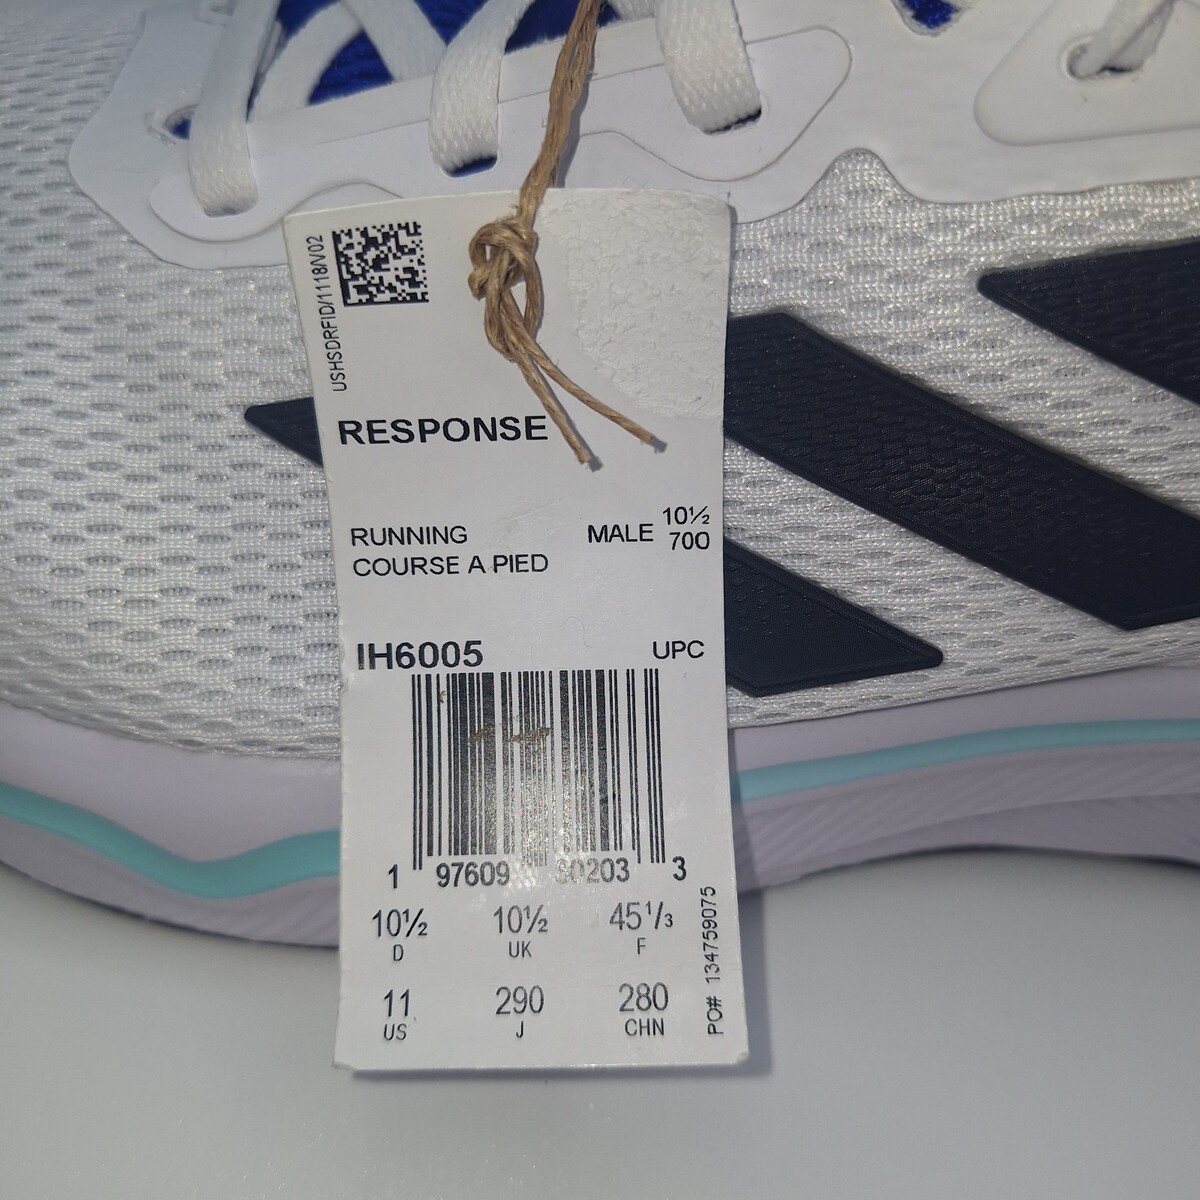 USHSDRFID/1118/V02
RESPONSE
RUNNING
COURSE A PIED
MALE 10½
700
IH6005 UPC
1 97609 0203 3
10½ 10½ 45⅓
D UK F
11 290 280
US J CHN
PO# 134759075